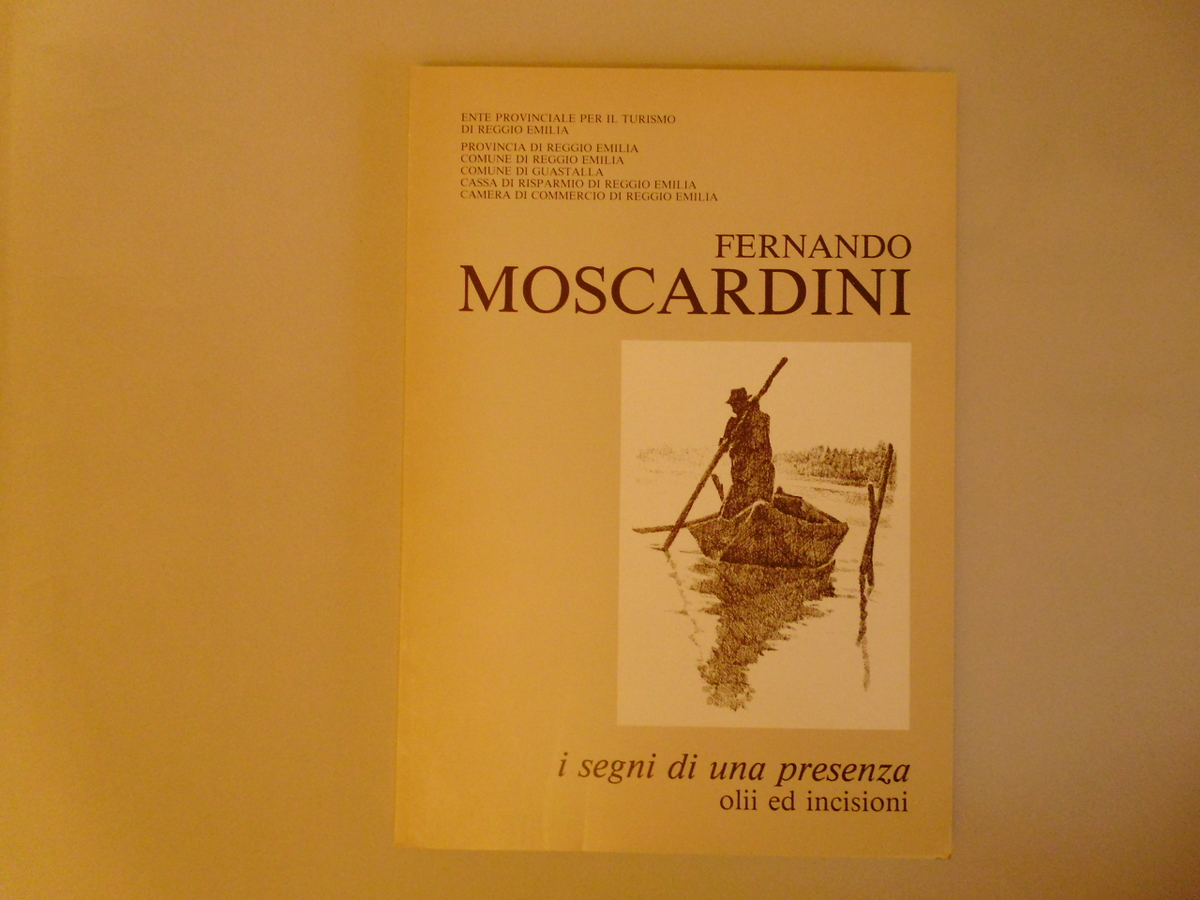 ENTE PROVINCIALE PER IL TURISMO
DI REGGIO EMILIA
PROVINCIA DI REGGIO EMILIA
COMUNE DI REGGIO EMILIA
COMUNE DI GUASTALLA
CASSA DI RISPARMIO DI REGGIO EMILIA
CAMERA DI COMMERCIO DI REGGIO EMILIA
FERNANDO
MOSCARDINI
i segni di una presenza
olii ed incisioni